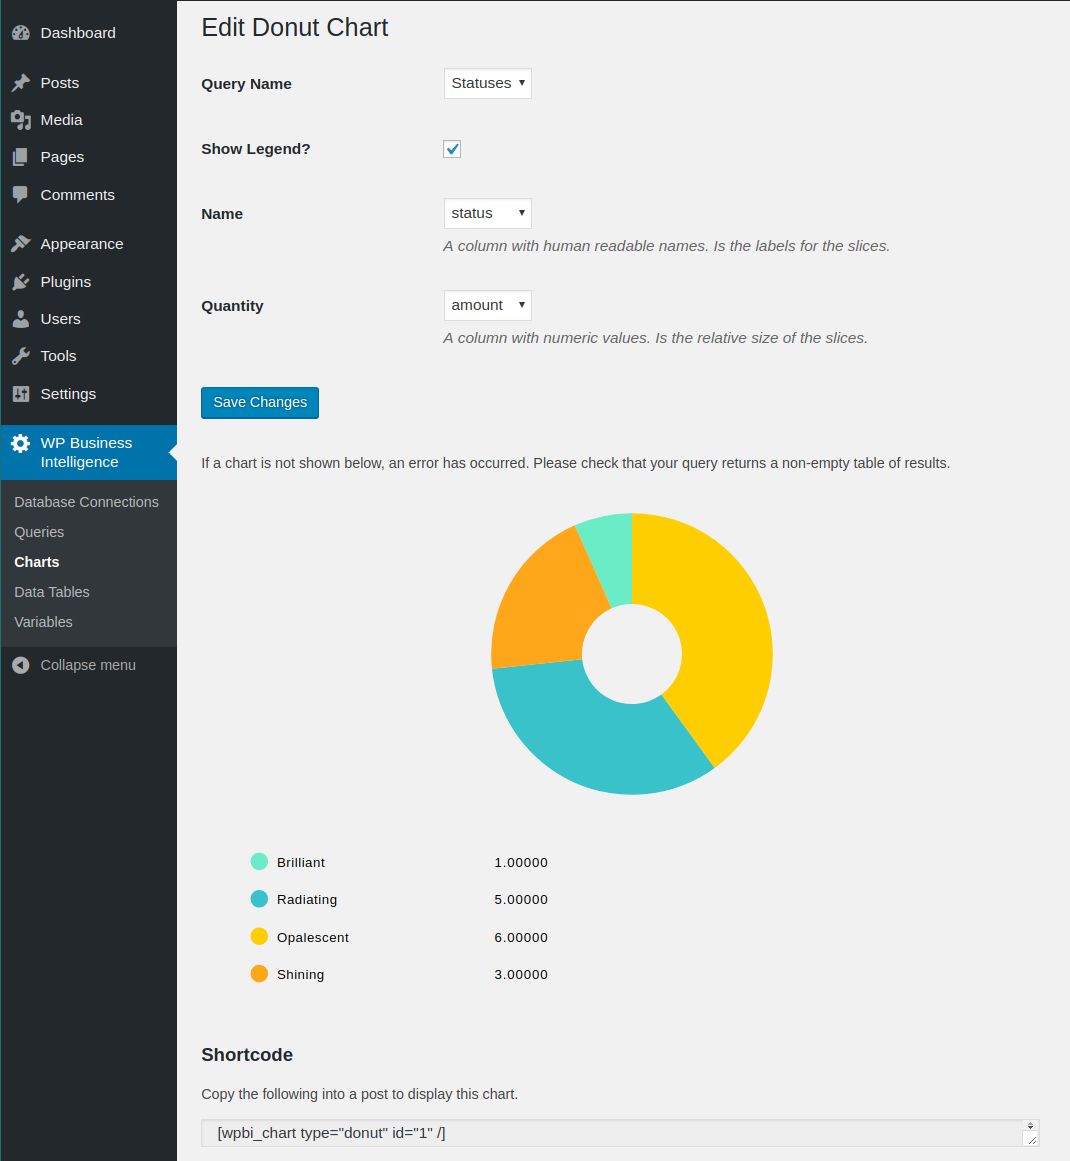 Dashboard
Posts
Media
Pages
Comments
Appearance
Plugins
Users
Tools
Settings
WP Business
Intelligence
Database Connections
Queries
Charts
Data Tables
Variables
Collapse menu
Edit Donut Chart
Query Name Statuses
Show Legend?
Name status
A column with human readable names. Is the labels for the slices.
Quantity amount
A column with numeric values. Is the relative size of the slices.
Save Changes
If a chart is not shown below, an error has occurred. Please check that your query returns a non-empty table of results.
Brilliant 1.00000
Radiating 5.00000
Opalescent 6.00000
Shining 3.00000
Shortcode
Copy the following into a post to display this chart.
[wpbi_chart type="donut" id="1" /]